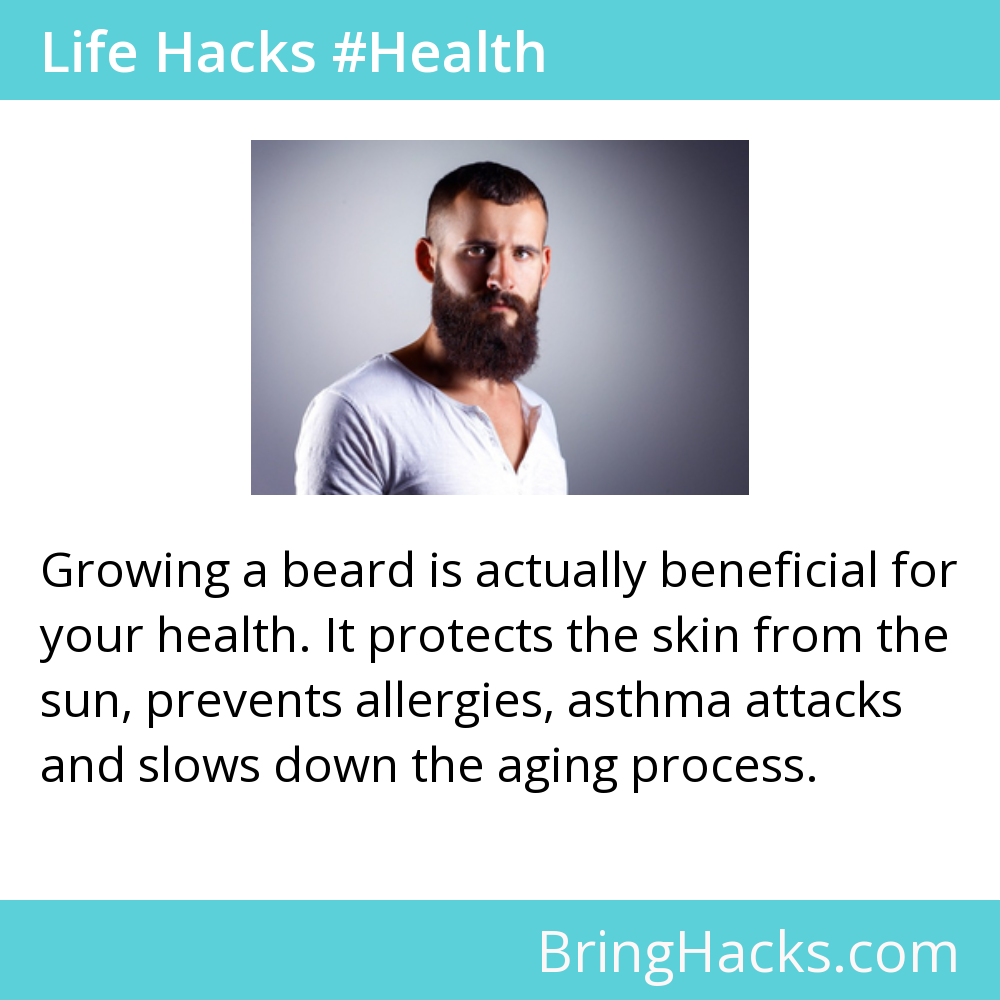 Life Hacks #Health
Growing a beard is actually beneficial for
your health. It protects the skin from the
sun, prevents allergies, asthma attacks
and slows down the aging process.
BringHacks.com